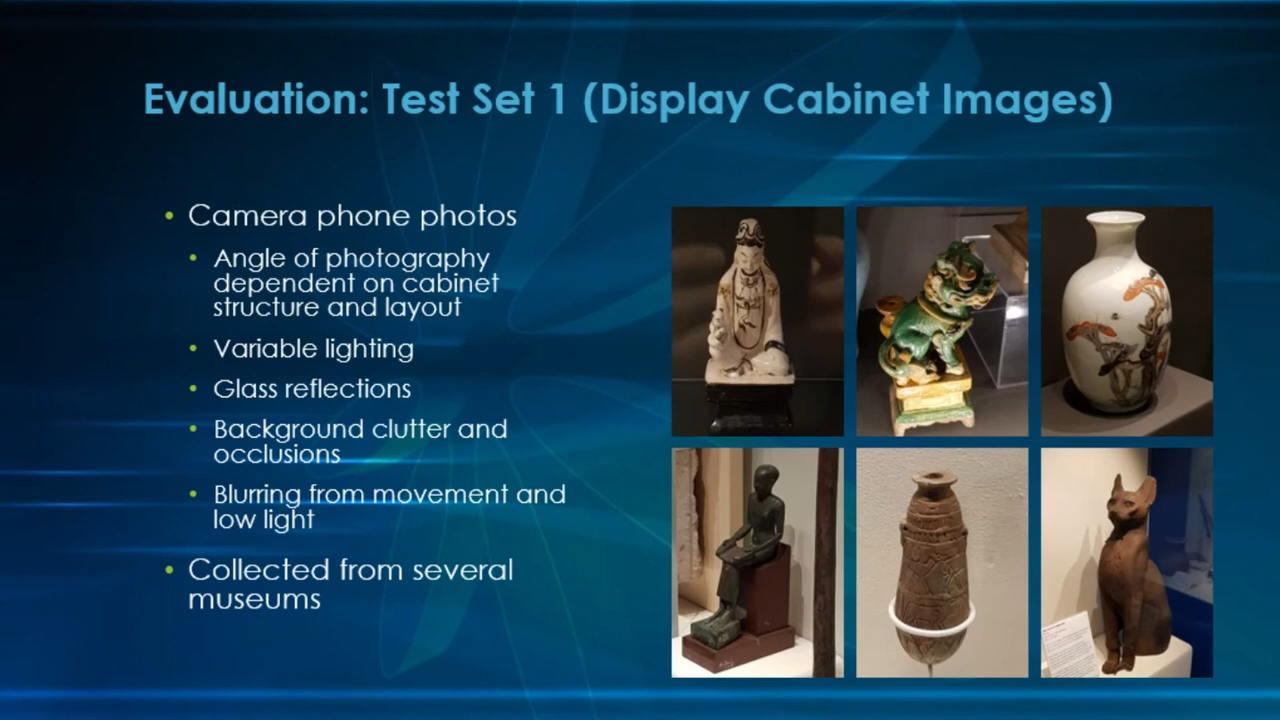 Evaluation: Test Set 1 (Display Cabinet Images)
• Camera phone photos
• Angle of photography
dependent on cabinet
structure and layout
• Variable lighting
• Glass reflections
• Background clutter and
occlusions
• Blurring from movement and
low light
• Collected from several
museums